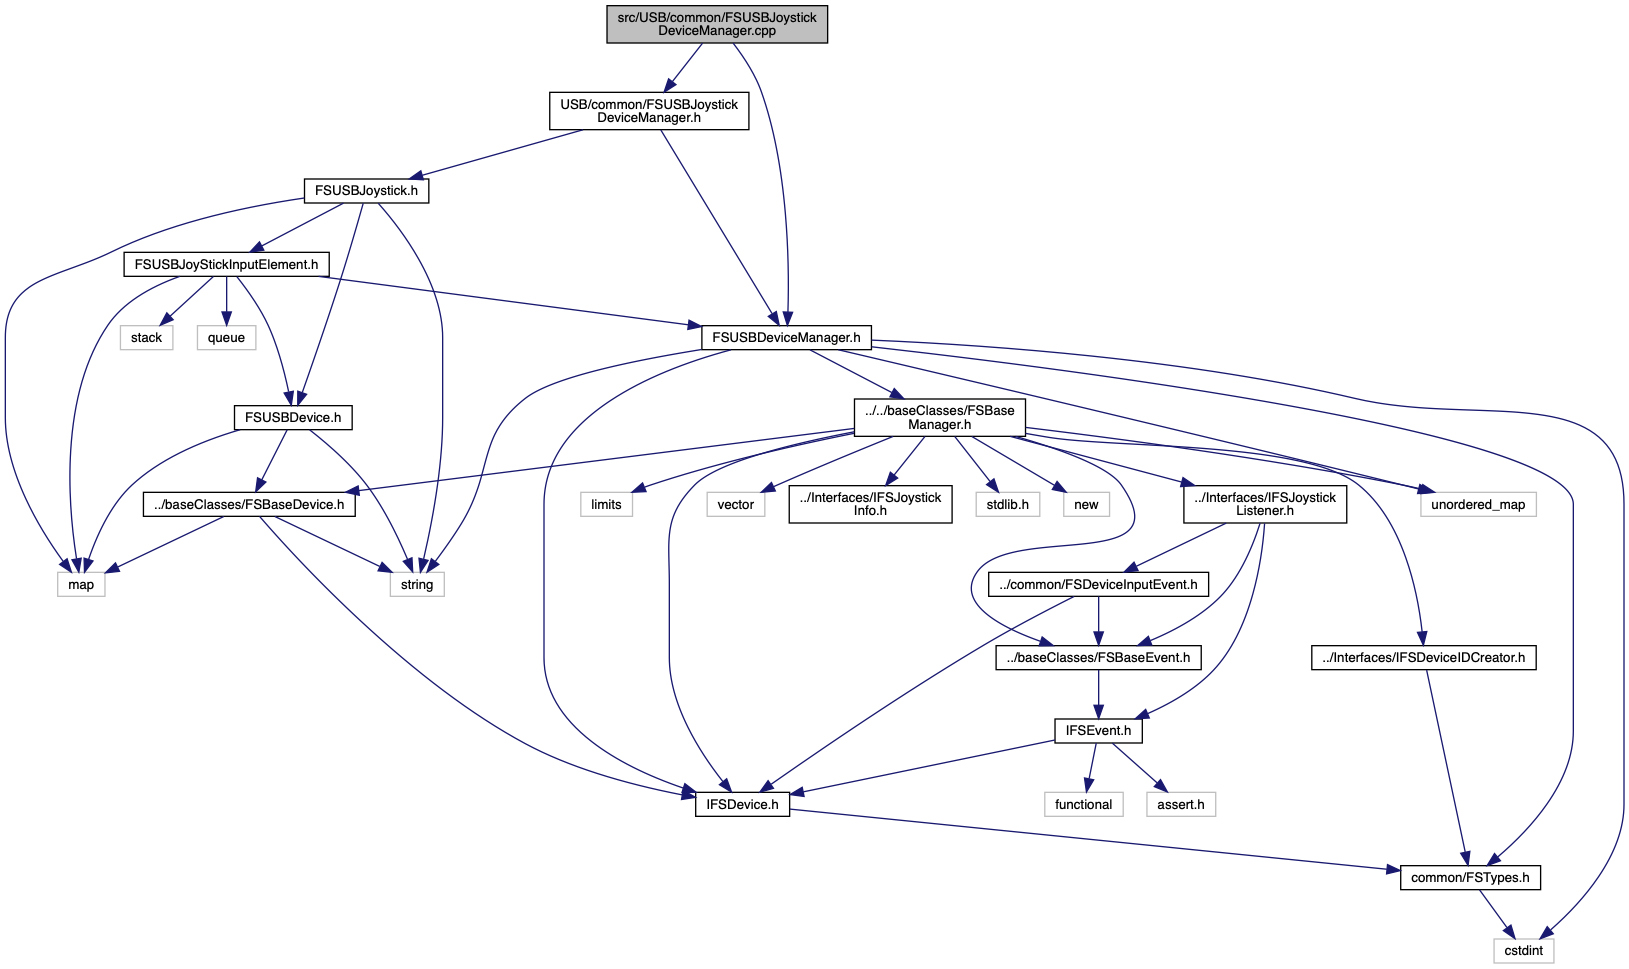 src/USB/common/FSUSBJoystick
DeviceManager.cpp
USB/common/FSUSBJoystick
DeviceManager.h
FSUSBJoystick.h
FSUSBJoyStickInputElement.h
stack
queue
FSUSBDeviceManager.h
FSUSBDevice.h
../../baseClasses/FSBase
Manager.h
../baseClasses/FSBaseDevice.h
limits
vector
../Interfaces/IFSJoystick
Info.h
stdlib.h
new
../Interfaces/IFSJoystick
Listener.h
unordered_map
map
string
../common/FSDeviceInputEvent.h
../baseClasses/FSBaseEvent.h
../Interfaces/IFSDeviceIDCreator.h
IFSEvent.h
IFSDevice.h
functional
assert.h
common/FSTypes.h
cstdint